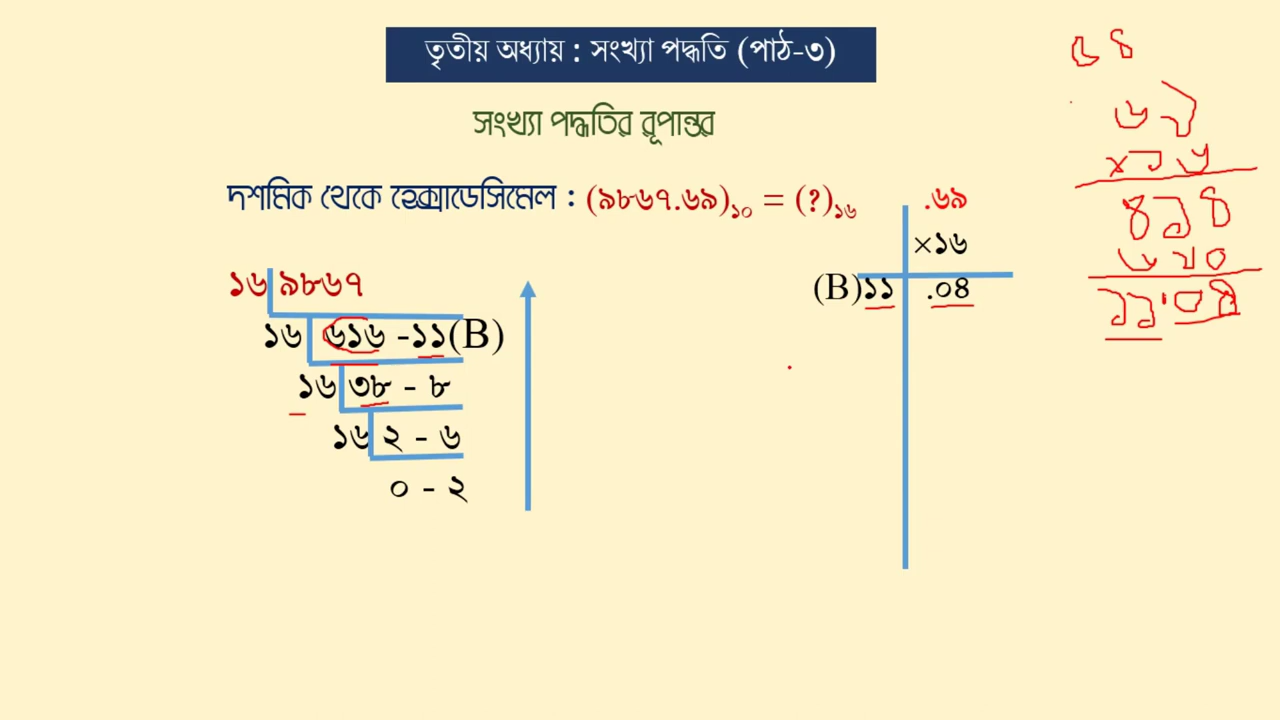 তৃতীয় অধ্যায় : সংখ্যা পদ্ধতি (পাঠ-৩)
সংখ্যা পদ্ধতির রূপান্তর
দশমিক থেকে হেক্সাডেসিমেল : (৯৮৬৭.৬৯)১০ = (?)১৬
১৬ ৯৮৬৭
১৬ ৬১৬ -১১(B)
১৬ ৩৮ - ৮
১৬ ২ - ৬
০ - ২
.৬৯
×১৬
(B)১১ .০৪
৬৯
×১৬
৪১৪
৬৯০
১১.০৪